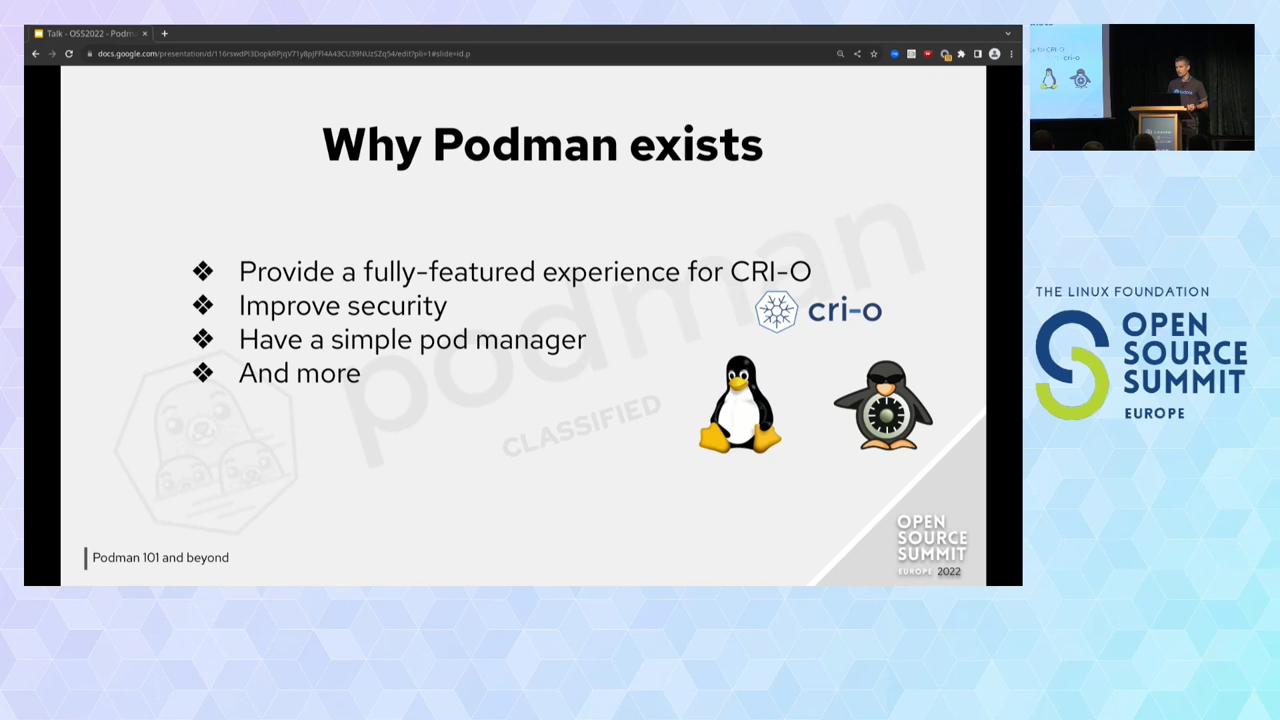 Talk - OSS2022 - Podm
Why Podman exists
❖ Provide a fully-featured experience for CRI-O
❖ Improve security
❖ Have a simple pod manager
❖ And more
cri-o
podman
CLASSIFIED
Podman 101 and beyond
OPEN
SOURCE
SUMMIT
EUROPE 2022
cri-o
THE LINUX FOUNDATION
OPEN
SOURCE
SUMMIT
EUROPE